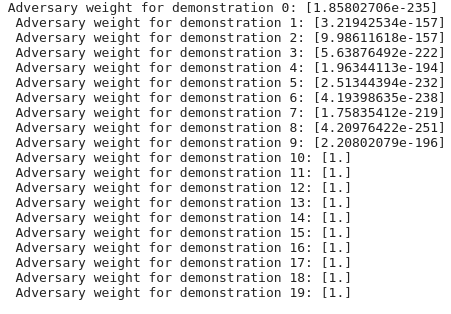 Adversary weight for demonstration 0: [1.85802706e-235]
Adversary weight for demonstration 1: [3.21942534e-157]
Adversary weight for demonstration 2: [9.98611618e-157]
Adversary weight for demonstration 3: [5.63876492e-222]
Adversary weight for demonstration 4: [1.96344113e-194]
Adversary weight for demonstration 5: [2.51344394e-232]
Adversary weight for demonstration 6: [4.19398635e-238]
Adversary weight for demonstration 7: [1.75835412e-219]
Adversary weight for demonstration 8: [4.20976422e-251]
Adversary weight for demonstration 9: [2.20802079e-196]
Adversary weight for demonstration 10: [1.]
Adversary weight for demonstration 11: [1.]
Adversary weight for demonstration 12: [1.]
Adversary weight for demonstration 13: [1.]
Adversary weight for demonstration 14: [1.]
Adversary weight for demonstration 15: [1.]
Adversary weight for demonstration 16: [1.]
Adversary weight for demonstration 17: [1.]
Adversary weight for demonstration 18: [1.]
Adversary weight for demonstration 19: [1.]